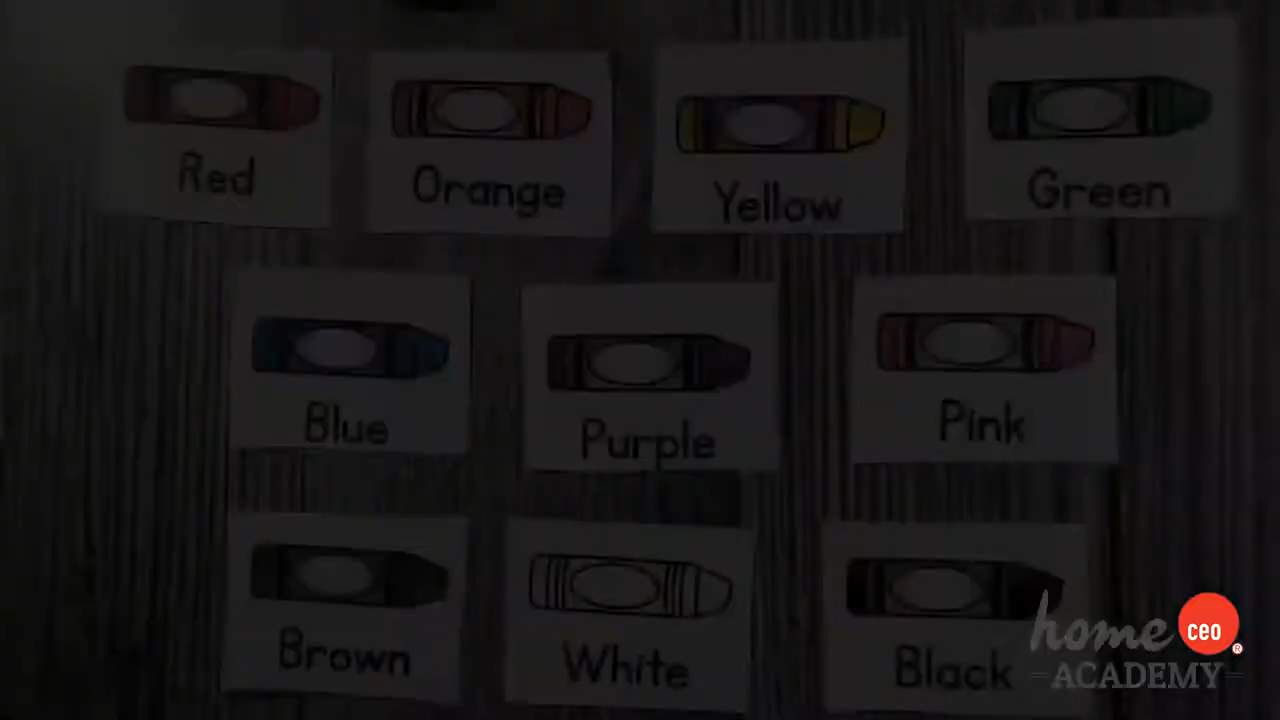 Red
Orange
Yellow
Green
Blue
Purple
Pink
Brown
White
Black
home ceo®
ACADEMY